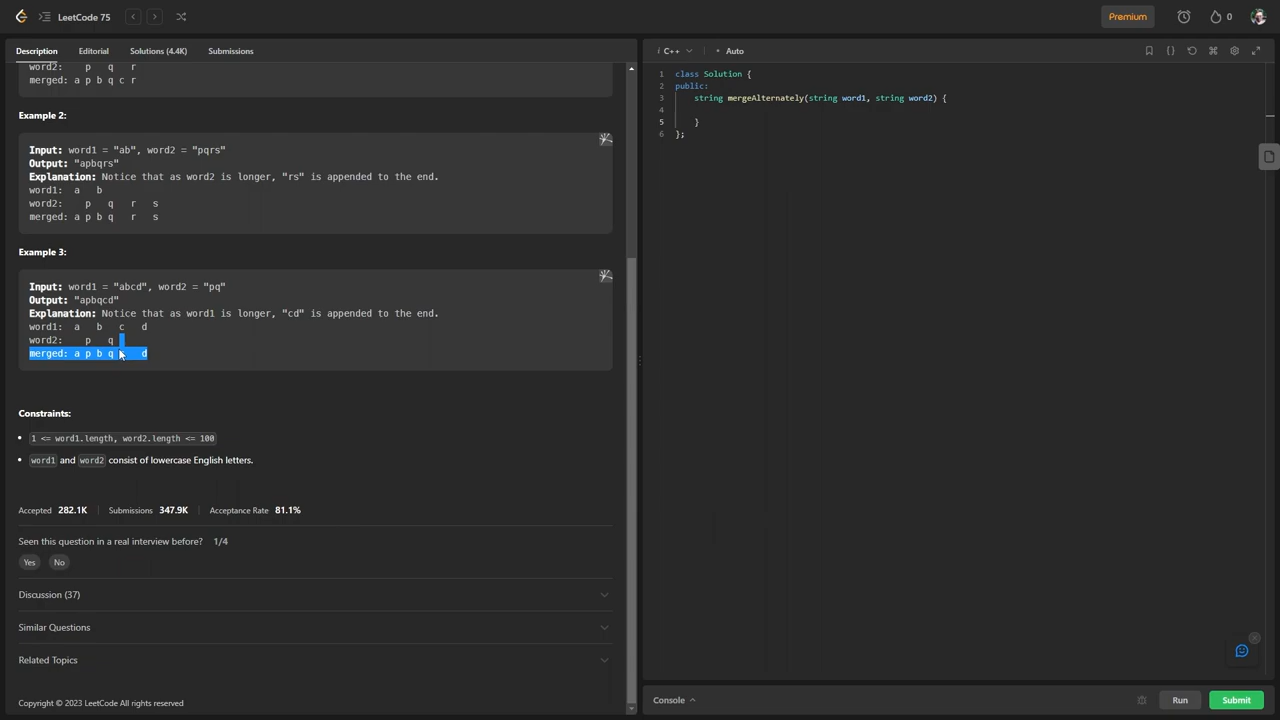 LeetCode 75
Premium
0
Description
Editorial
Solutions (4.4K)
Submissions
word2:    p   q   r
merged: a p b q c r
Example 2:
Input: word1 = "ab", word2 = "pqrs"
Output: "apbqrs"
Explanation: Notice that as word2 is longer, "rs" is appended to the end.
word1:  a   b
word2:    p   q   r   s
merged: a p b q   r   s
Example 3:
Input: word1 = "abcd", word2 = "pq"
Output: "apbqcd"
Explanation: Notice that as word1 is longer, "cd" is appended to the end.
word1:  a   b   c   d
word2:    p   q
merged: a p b q     d
Constraints:
1 <= word1.length, word2.length <= 100
word1 and word2 consist of lowercase English letters.
Accepted 282.1K
Submissions 347.9K
Acceptance Rate 81.1%
Seen this question in a real interview before? 1/4
Yes
No
Discussion (37)
Similar Questions
Related Topics
Copyright © 2023 LeetCode All rights reserved
i C++
Auto
1 class Solution {
2 public:
3     string mergeAlternately(string word1, string word2) {
4
5     }
6 };
Console
Run
Submit